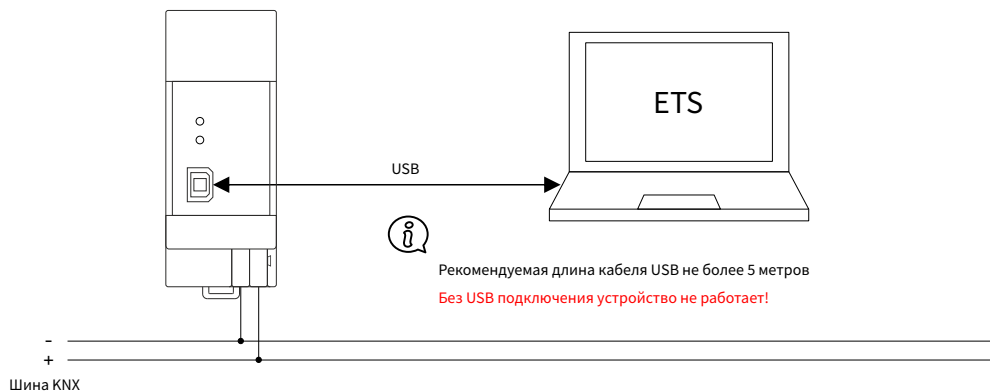 ETS
USB
Рекомендуемая длина кабеля USB не более 5 метров
Без USB подключения устройство не работает!
-
+
Шина KNX